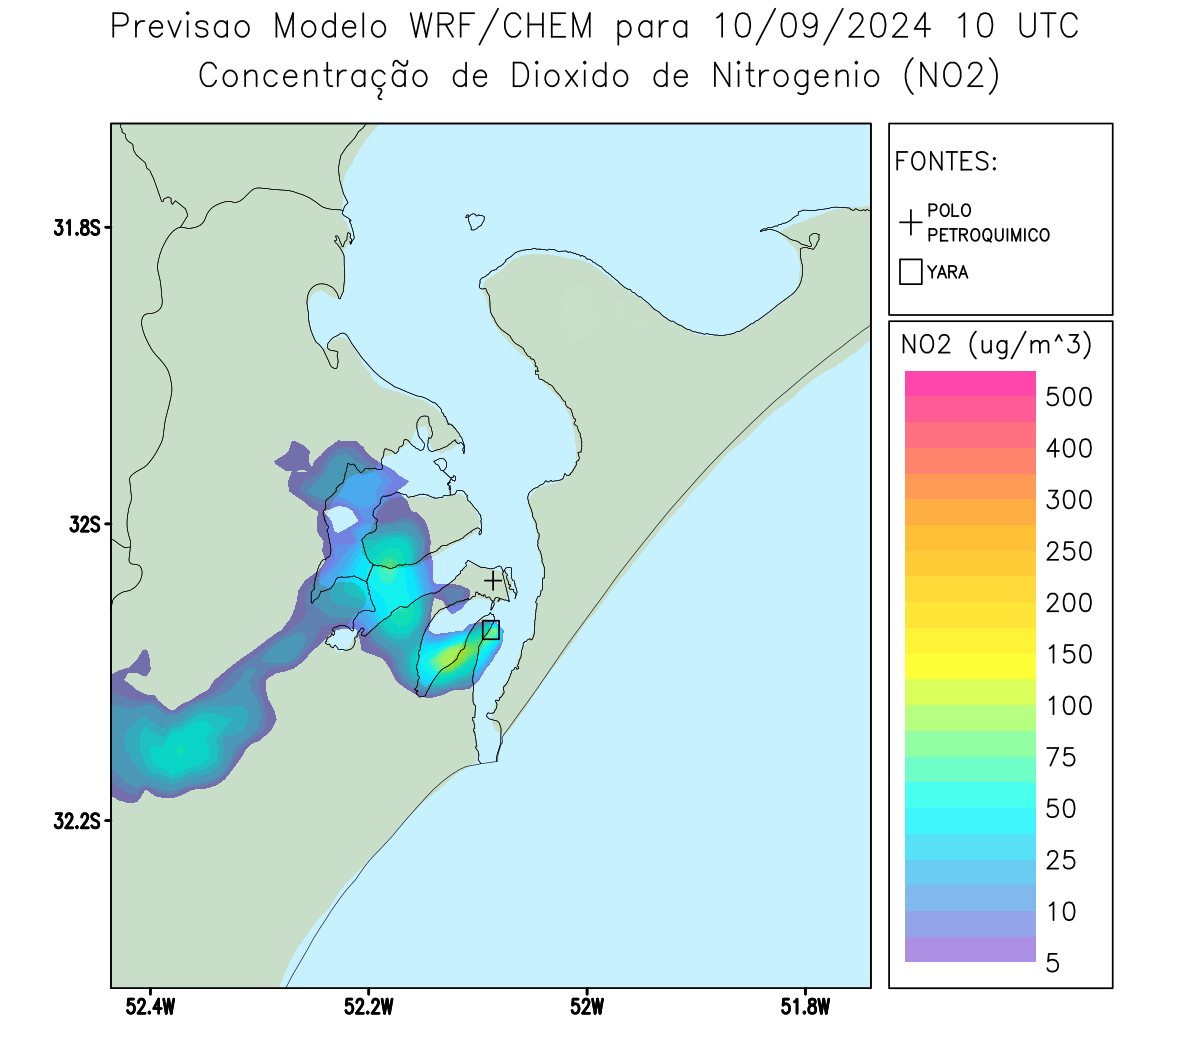 Previsao Modelo WRF/CHEM para 10/09/2024 10 UTC
Concentração de Dioxido de Nitrogenio (NO2)
FONTES:
POLO
PETROQUIMICO
YARA
NO2 (ug/m^3)
500
400
300
250
200
150
100
75
50
25
10
5
31.8S
32S
32.2S
52.4W
52.2W
52W
51.8W